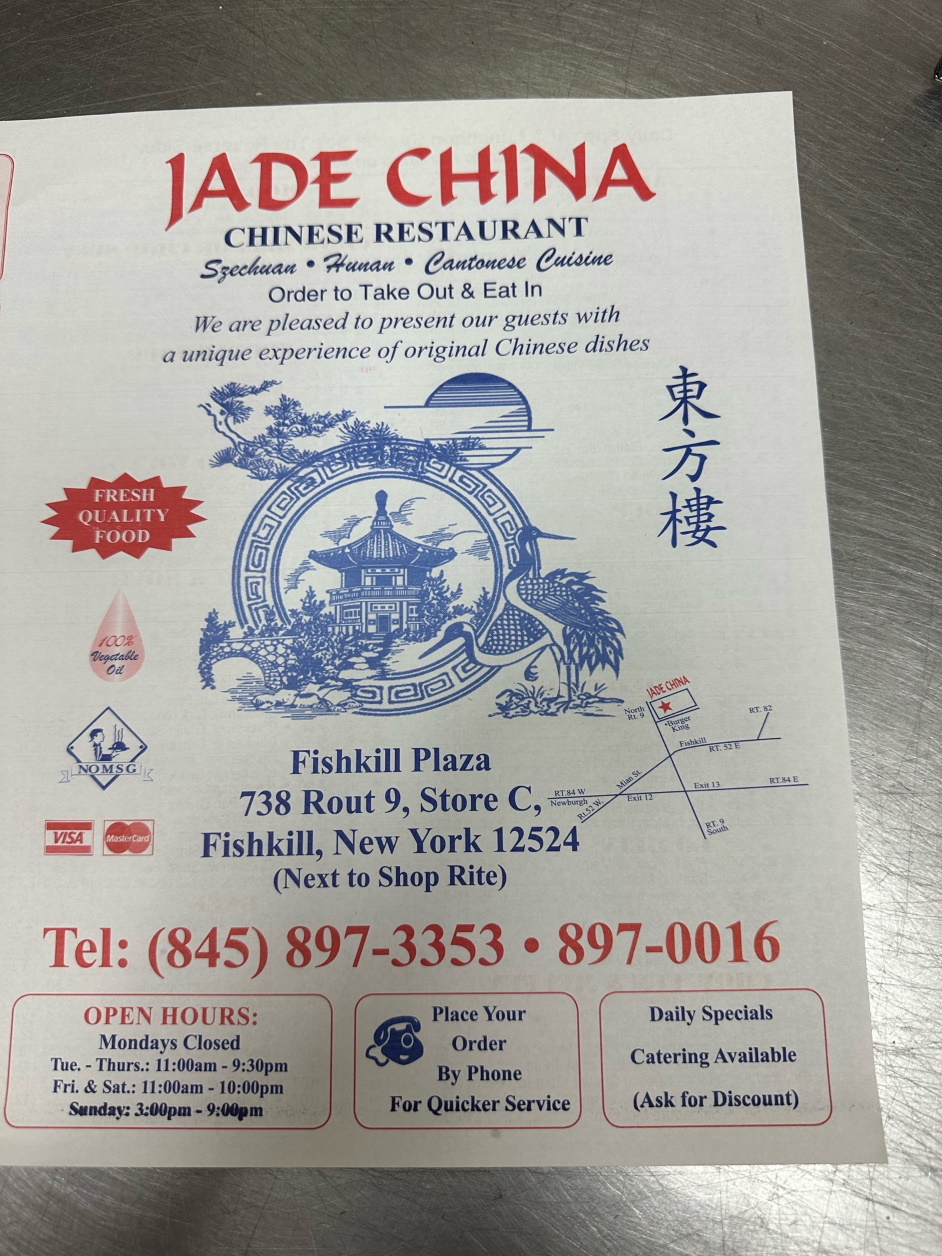 JADE CHINA
CHINESE RESTAURANT
Szechuan • Hunan • Cantonese Cuisine
Order to Take Out & Eat In
We are pleased to present our guests with
a unique experience of original Chinese dishes
東方樓
FRESH
QUALITY
FOOD
100%
Vegetable
Oil
NO MSG
VISA
MasterCard
JADE CHINA
North
Rt. 9
•Burger
King
RT. 82
Fishkill
RT. 52 E
Mian St.
RT.84 W
Newburgh
Rt.52 W.
Exit 12
Exit 13
RT.84 E
RT. 9
South
Fishkill Plaza
738 Rout 9, Store C,
Fishkill, New York 12524
(Next to Shop Rite)
Tel: (845) 897-3353 • 897-0016
OPEN HOURS:
Mondays Closed
Tue. - Thurs.: 11:00am - 9:30pm
Fri. & Sat.: 11:00am - 10:00pm
Sunday: 3:00pm - 9:00pm
Place Your
Order
By Phone
For Quicker Service
Daily Specials
Catering Available
(Ask for Discount)